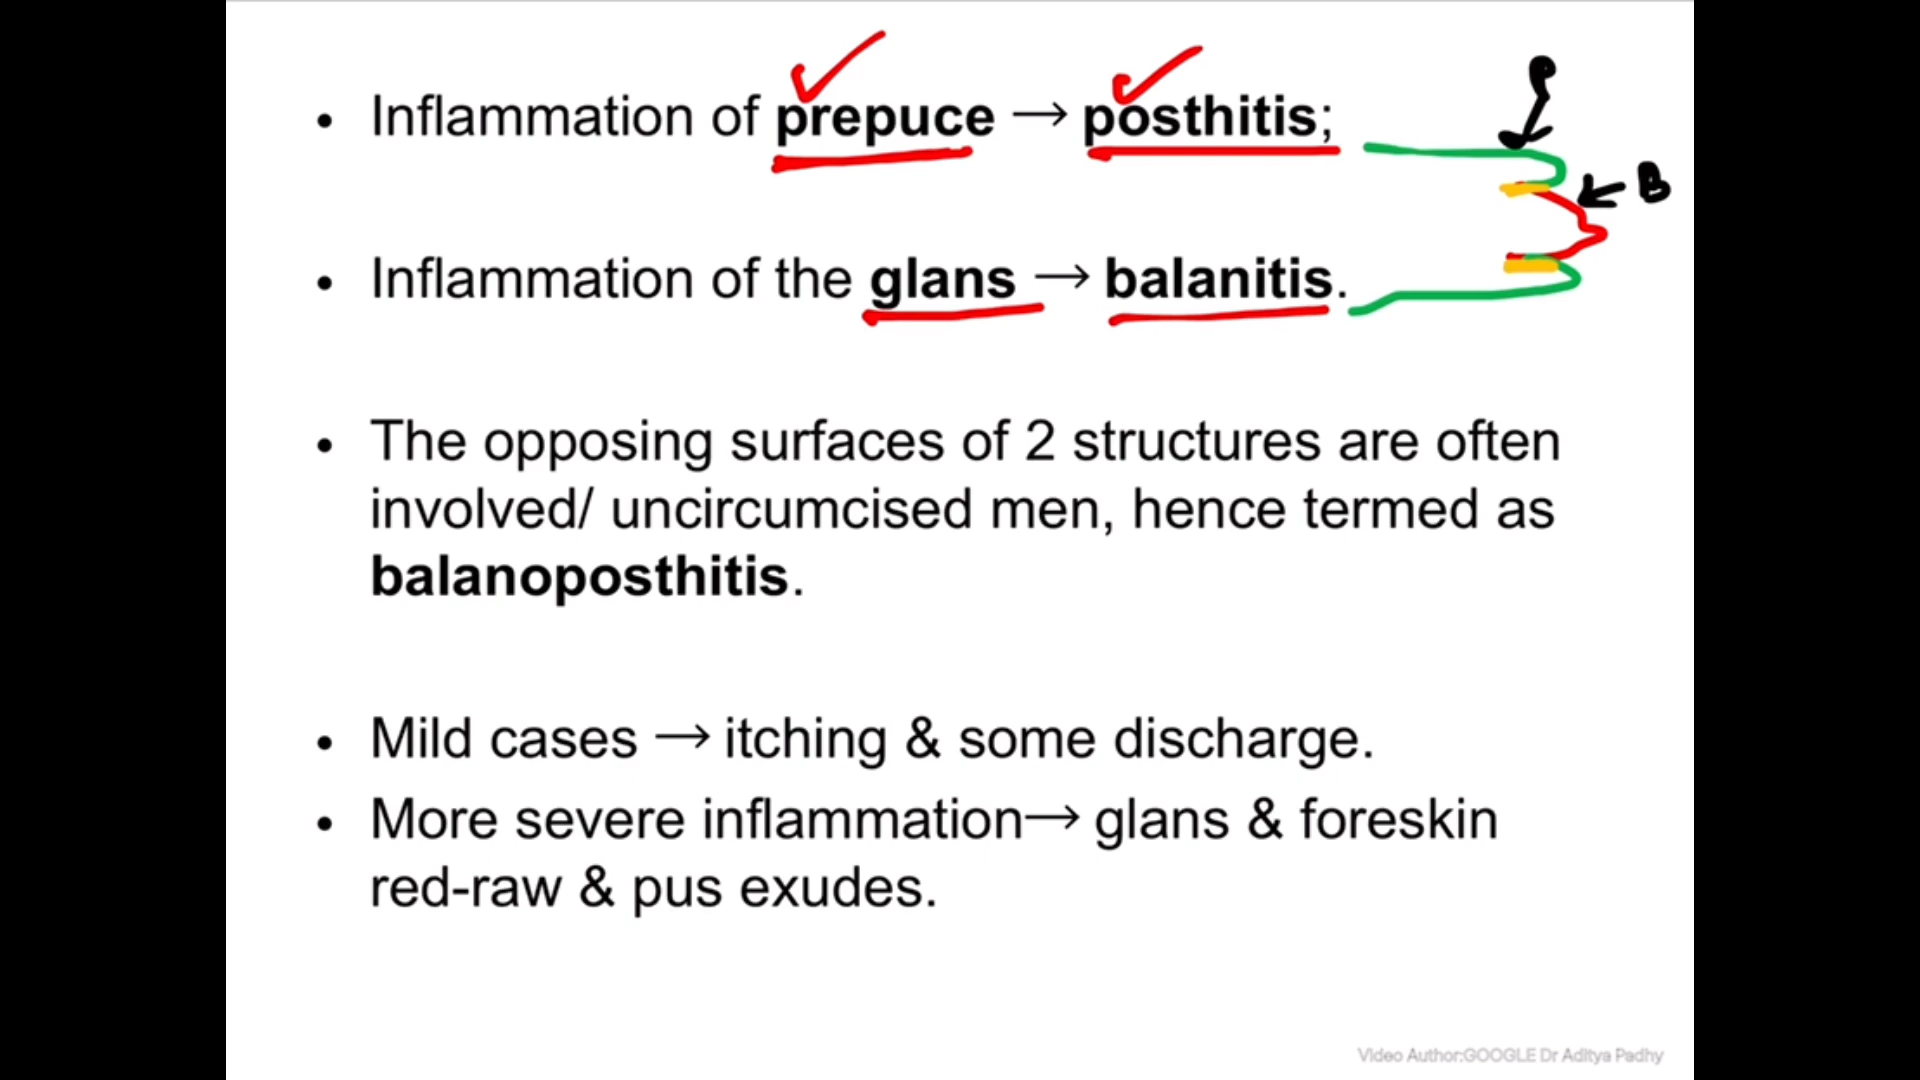 • Inflammation of prepuce → posthitis;
P
B
• Inflammation of the glans → balanitis.
• The opposing surfaces of 2 structures are often
involved/ uncircumcised men, hence termed as
balanoposthitis.
• Mild cases → itching & some discharge.
• More severe inflammation→ glans & foreskin
red-raw & pus exudes.
Video Author:GOOGLE Dr Aditya Padhy